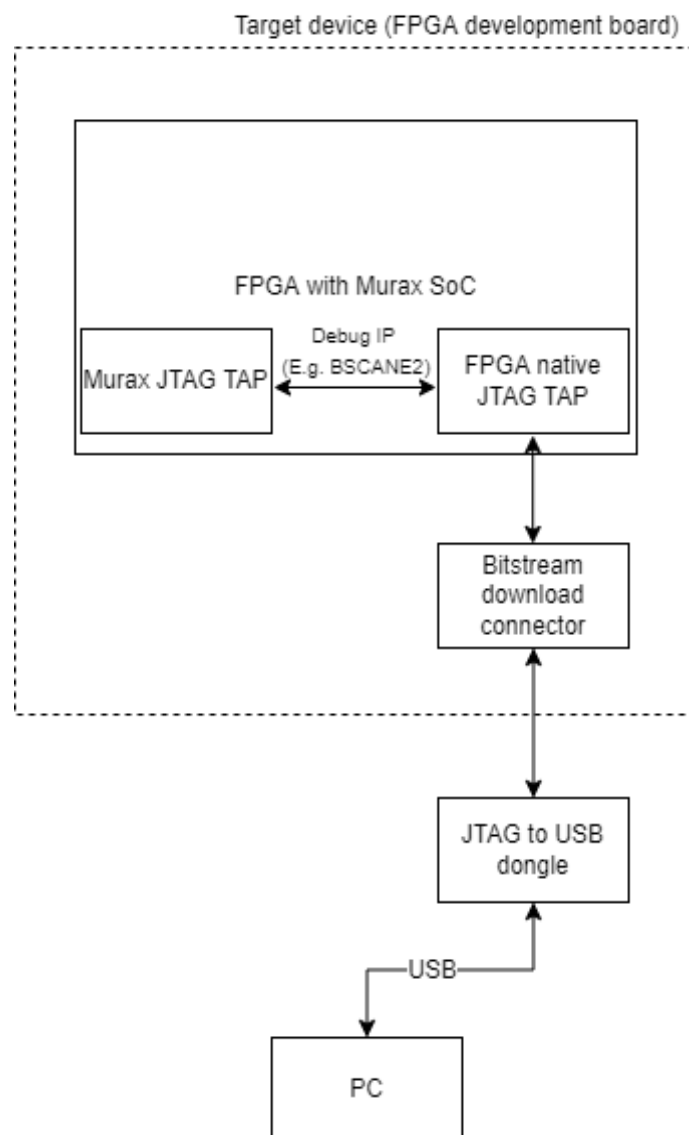 Target device (FPGA development board)
FPGA with Murax SoC
Murax JTAG TAP
Debug IP
(E.g. BSCANE2)
FPGA native
JTAG TAP
Bitstream
download
connector
JTAG to USB
dongle
USB
PC